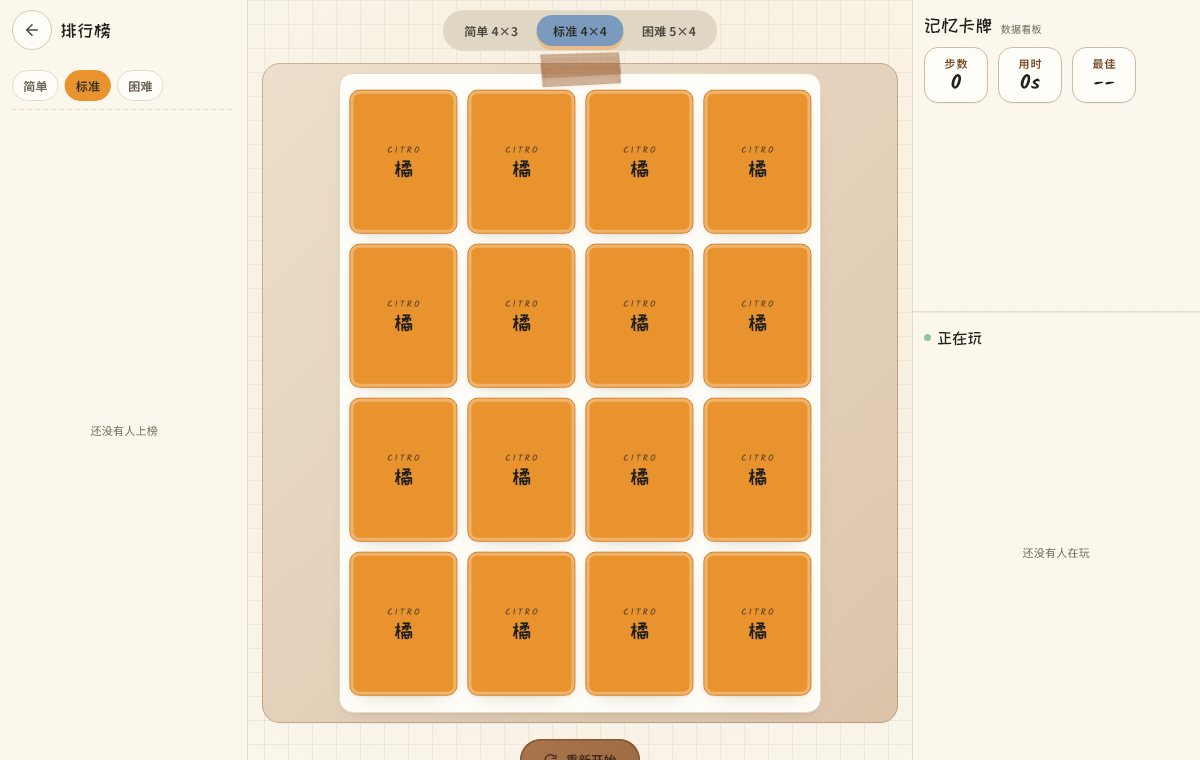 排行榜
简单 标准 困难
还没有人上榜
简单 4×3 标准 4×4 困难 5×4
CITRO CITRO CITRO CITRO
橘 橘 橘 橘
CITRO CITRO CITRO CITRO
橘 橘 橘 橘
CITRO CITRO CITRO CITRO
橘 橘 橘 橘
CITRO CITRO CITRO CITRO
橘 橘 橘 橘
重新开始
记忆卡牌 数据看板
步数 用时 最佳
0 0s --
正在玩
还没有人在玩